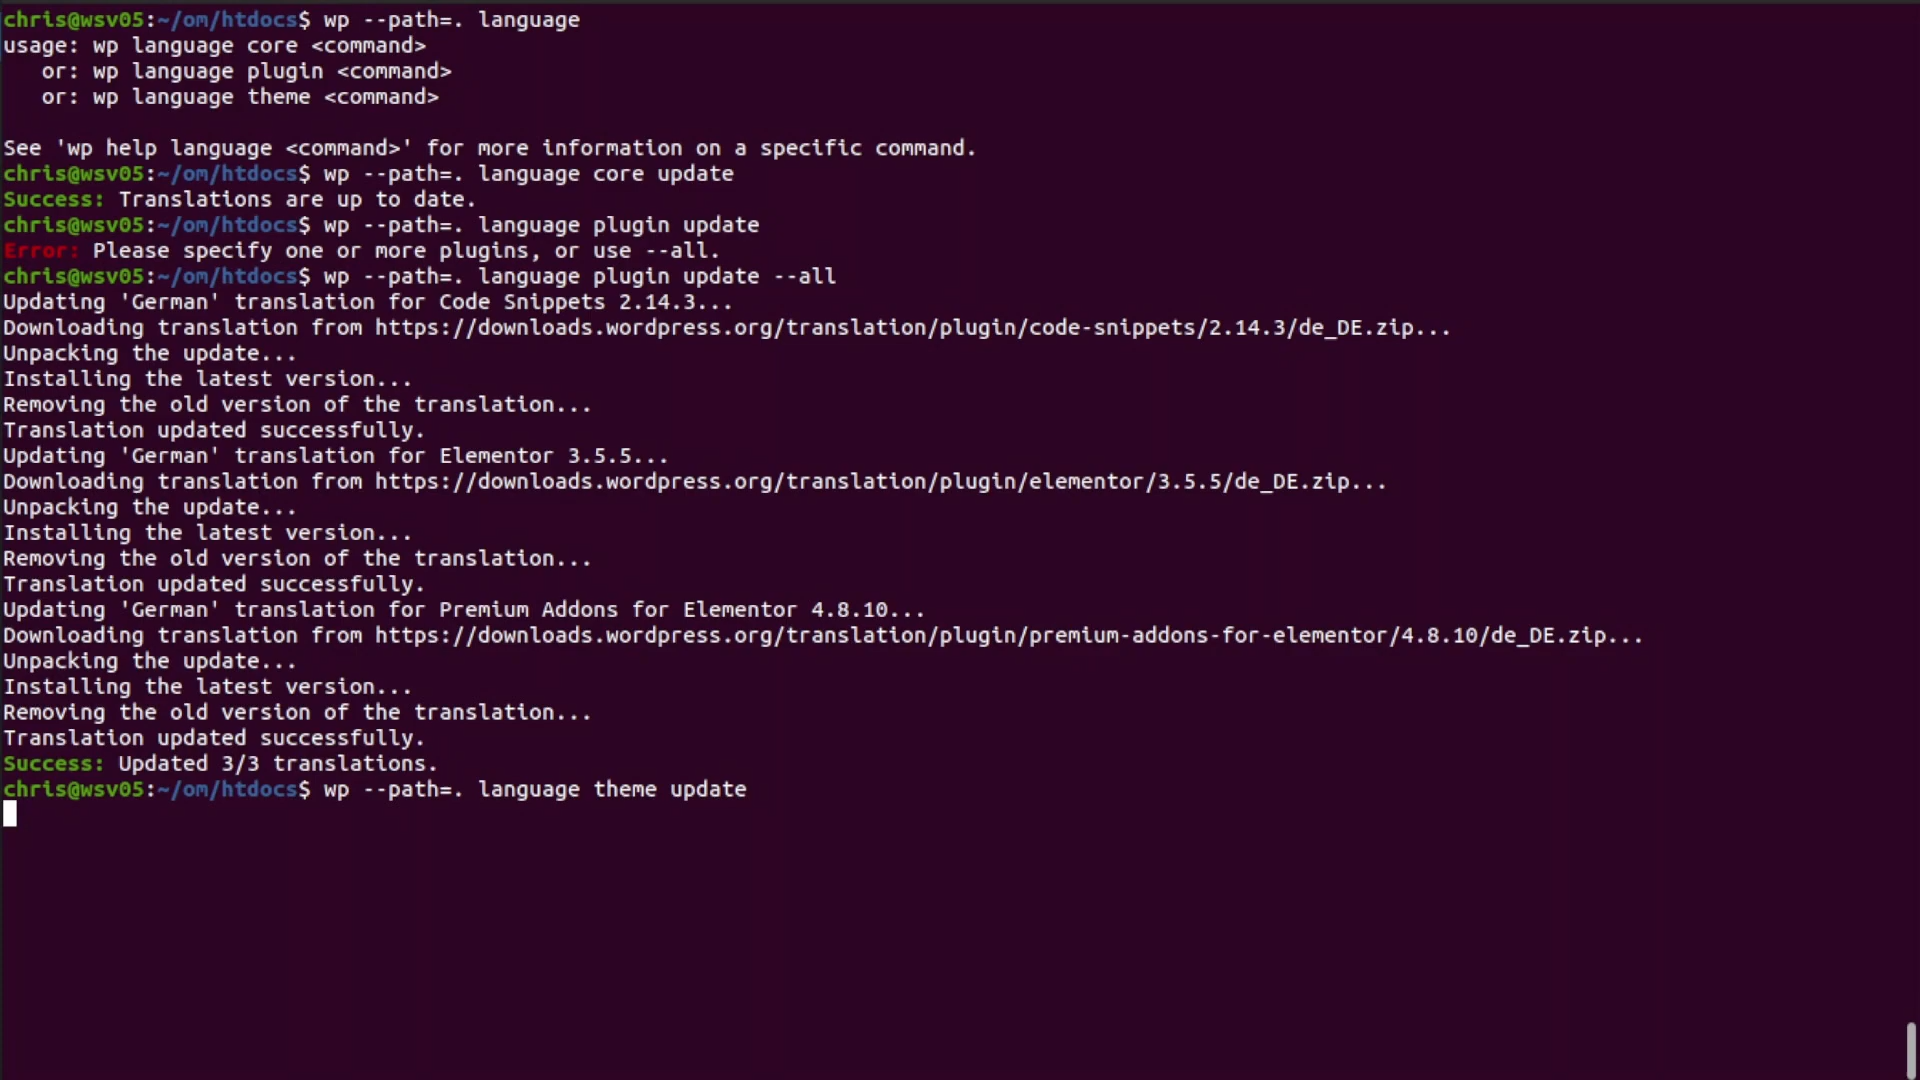 chris@wsv05:~/om/htdocs$ wp --path=. language
usage: wp language core <command>
   or: wp language plugin <command>
   or: wp language theme <command>

See 'wp help language <command>' for more information on a specific command.
chris@wsv05:~/om/htdocs$ wp --path=. language core update
Success: Translations are up to date.
chris@wsv05:~/om/htdocs$ wp --path=. language plugin update
Error: Please specify one or more plugins, or use --all.
chris@wsv05:~/om/htdocs$ wp --path=. language plugin update --all
Updating 'German' translation for Code Snippets 2.14.3...
Downloading translation from https://downloads.wordpress.org/translation/plugin/code-snippets/2.14.3/de_DE.zip...
Unpacking the update...
Installing the latest version...
Removing the old version of the translation...
Translation updated successfully.
Updating 'German' translation for Elementor 3.5.5...
Downloading translation from https://downloads.wordpress.org/translation/plugin/elementor/3.5.5/de_DE.zip...
Unpacking the update...
Installing the latest version...
Removing the old version of the translation...
Translation updated successfully.
Updating 'German' translation for Premium Addons for Elementor 4.8.10...
Downloading translation from https://downloads.wordpress.org/translation/plugin/premium-addons-for-elementor/4.8.10/de_DE.zip...
Unpacking the update...
Installing the latest version...
Removing the old version of the translation...
Translation updated successfully.
Success: Updated 3/3 translations.
chris@wsv05:~/om/htdocs$ wp --path=. language theme update